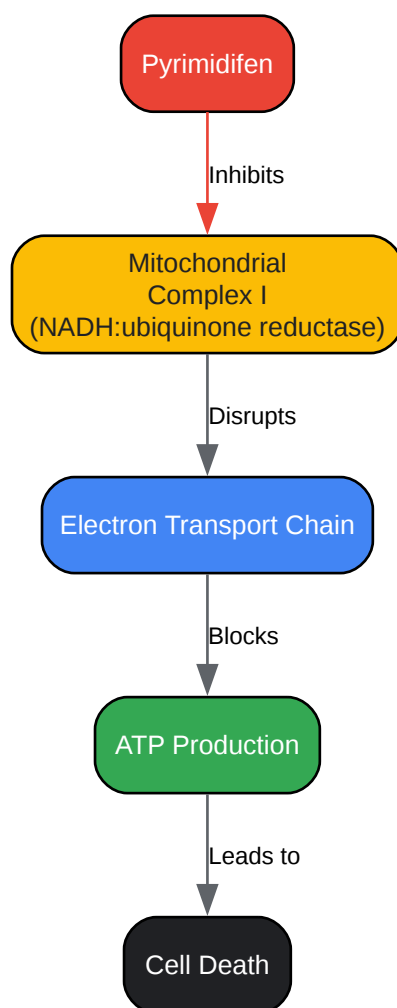 Pyrimidifen
Inhibits
Mitochondrial
Complex I
(NADH:ubiquinone reductase)
Disrupts
Electron Transport Chain
Blocks
ATP Production
Leads to
Cell Death